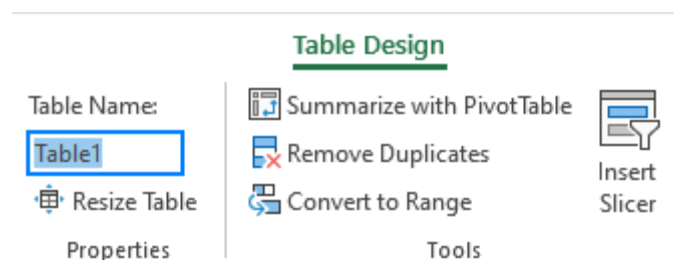 Table Design
Table Name:
Table1
Resize Table
Properties
Summarize with PivotTable
Remove Duplicates
Convert to Range
Tools
Insert
Slicer